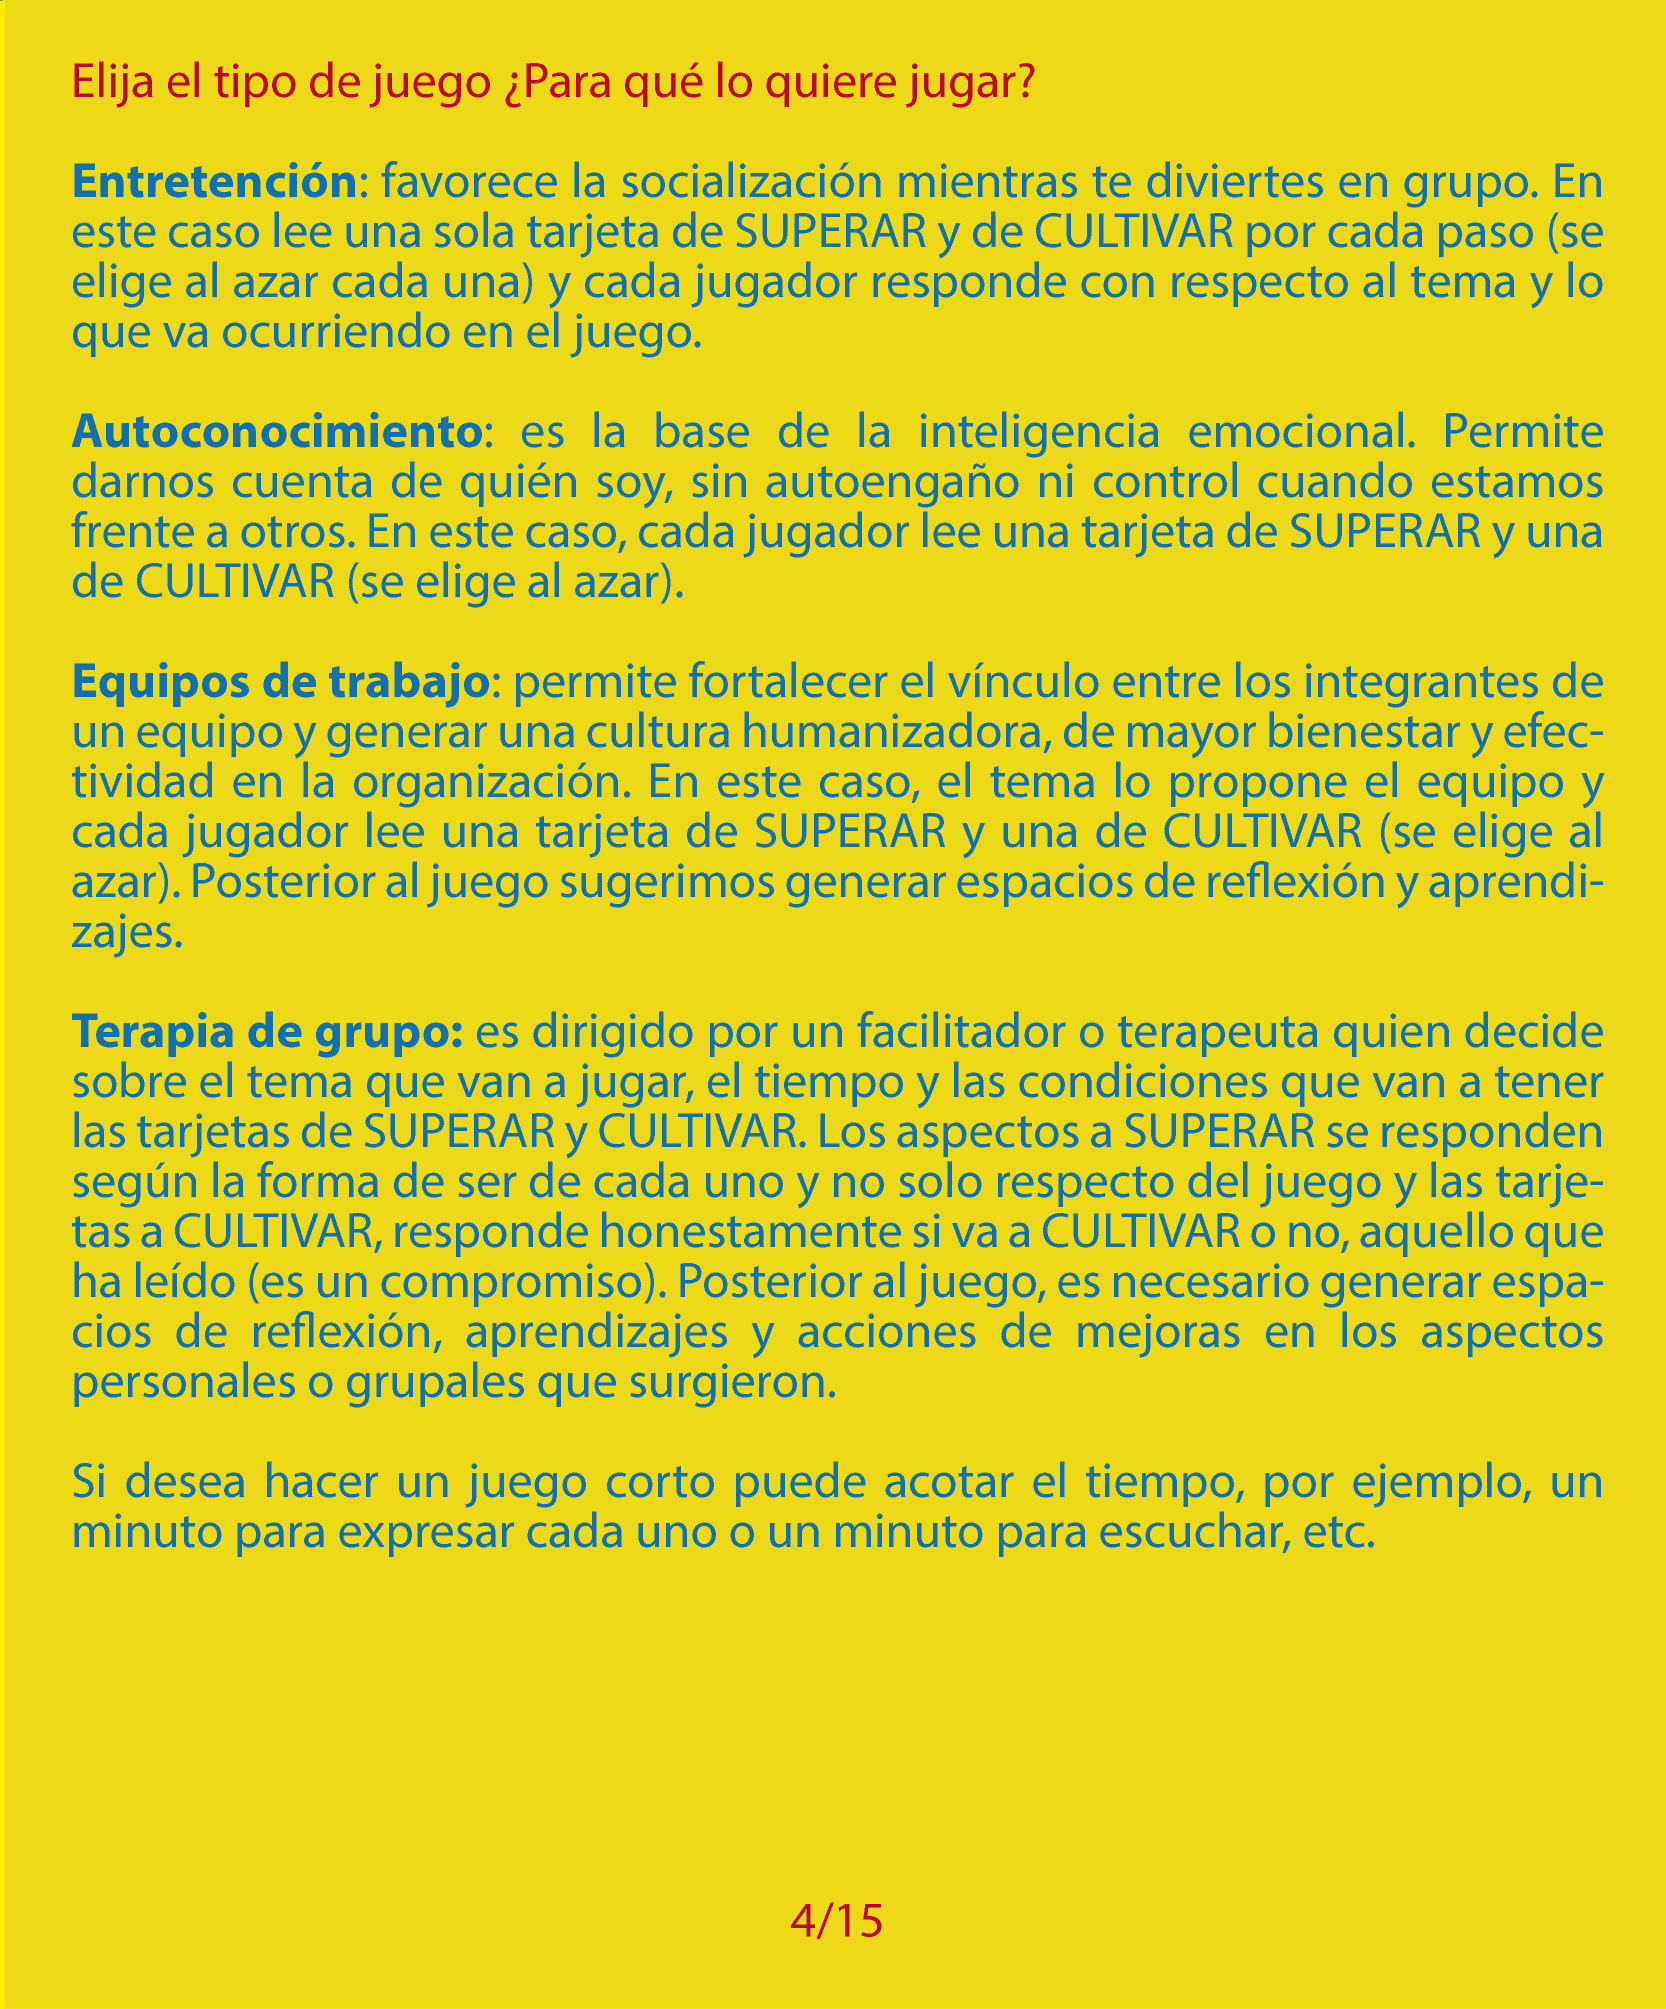 Elija el tipo de juego ¿Para qué lo quiere jugar?
Entretención: favorece la socialización mientras te diviertes en grupo. En
este caso lee una sola tarjeta de SUPERAR y de CULTIVAR por cada paso (se
elige al azar cada una) y cada jugador responde con respecto al tema y lo
que va ocurriendo en el juego.
Autoconocimiento: es la base de la inteligencia emocional. Permite
darnos cuenta de quién soy, sin autoengaño ni control cuando estamos
frente a otros. En este caso, cada jugador lee una tarjeta de SUPERAR y una
de CULTIVAR (se elige al azar).
Equipos de trabajo: permite fortalecer el vínculo entre los integrantes de
un equipo y generar una cultura humanizadora, de mayor bienestar y efec-
tividad en la organización. En este caso, el tema lo propone el equipo y
cada jugador lee una tarjeta de SUPERAR y una de CULTIVAR (se elige al
azar). Posterior al juego sugerimos generar espacios de reflexión y aprendi-
zajes.
Terapia de grupo: es dirigido por un facilitador o terapeuta quien decide
sobre el tema que van a jugar, el tiempo y las condiciones que van a tener
las tarjetas de SUPERAR y CULTIVAR. Los aspectos a SUPERAR se responden
según la forma de ser de cada uno y no solo respecto del juego y las tarje-
tas a CULTIVAR, responde honestamente si va a CULTIVAR o no, aquello que
ha leído (es un compromiso). Posterior al juego, es necesario generar espa-
cios de reflexión, aprendizajes y acciones de mejoras en los aspectos
personales o grupales que surgieron.
Si desea hacer un juego corto puede acotar el tiempo, por ejemplo, un
minuto para expresar cada uno o un minuto para escuchar, etc.
4/15